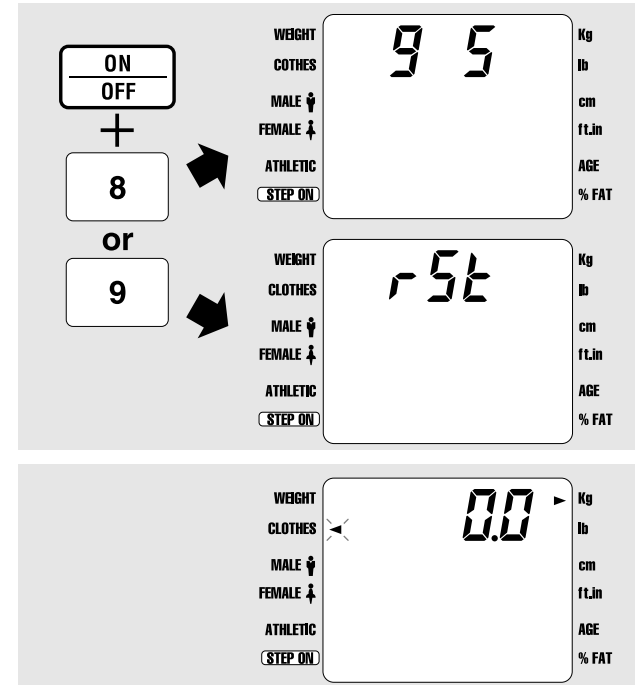 ON
OFF
+
8
or
9
WEIGHT 9 5 Kg
COTHES lb
MALE cm
FEMALE ft.in
ATHLETIC AGE
STEP ON % FAT
WEIGHT rSt Kg
CLOTHES lb
MALE cm
FEMALE ft.in
ATHLETIC AGE
STEP ON % FAT
WEIGHT 0.0 Kg
CLOTHES lb
MALE cm
FEMALE ft.in
ATHLETIC AGE
STEP ON % FAT